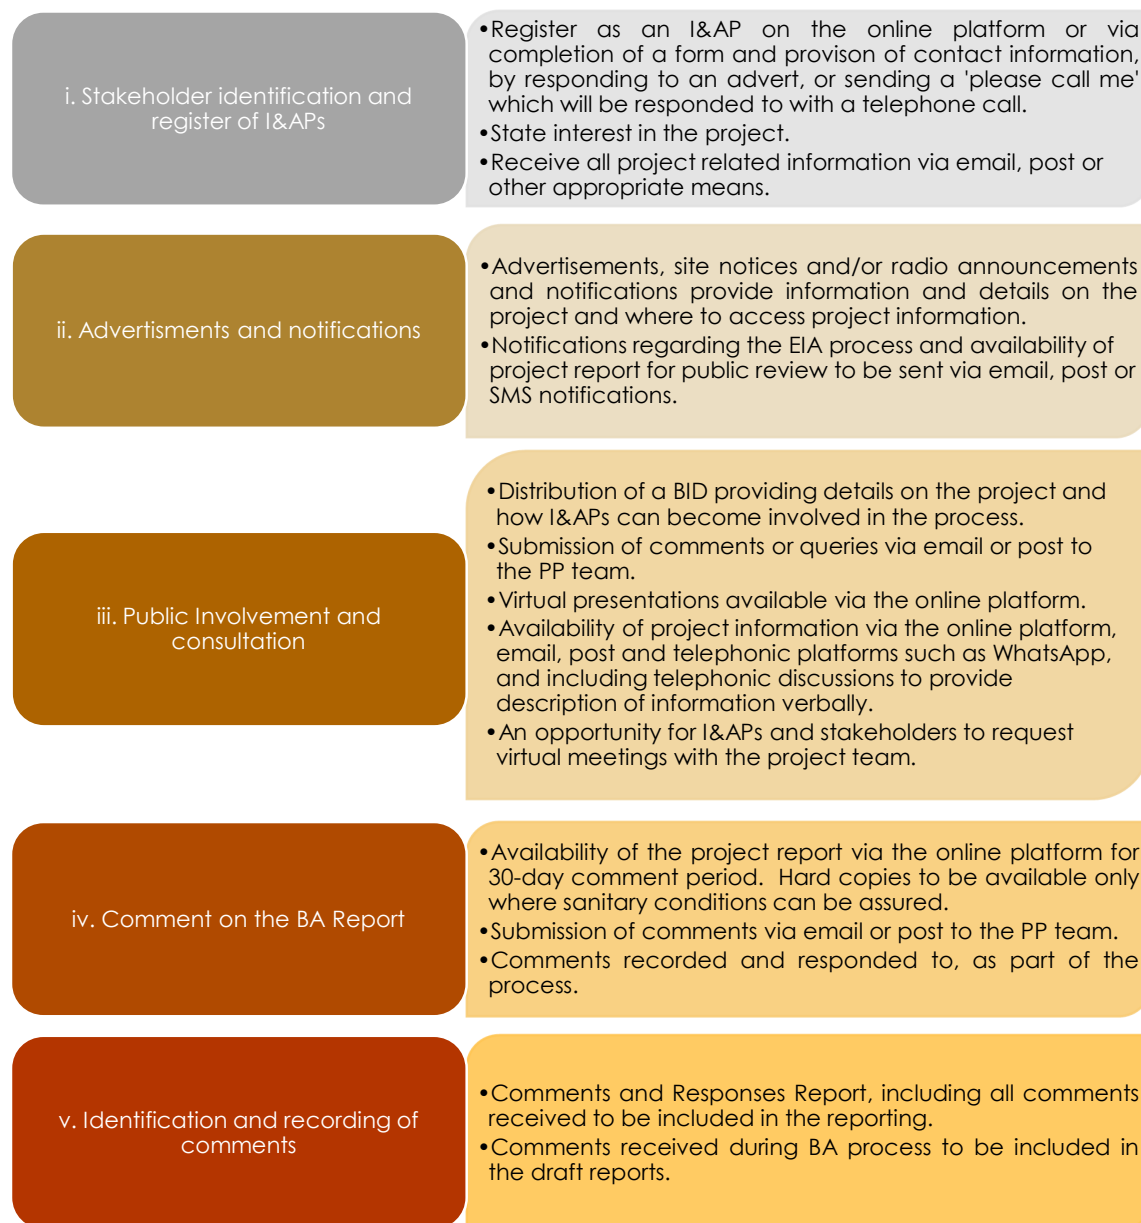 i. Stakeholder identification and
register of I&APs
•Register as an I&AP on the online platform or via
completion of a form and provison of contact information,
by responding to an advert, or sending a 'please call me'
which will be responded to with a telephone call.
•State interest in the project.
•Receive all project related information via email, post or
other appropriate means.
ii. Advertisments and notifications
•Advertisements, site notices and/or radio announcements
and notifications provide information and details on the
project and where to access project information.
•Notifications regarding the EIA process and availability of
project report for public review to be sent via email, post or
SMS notifications.
iii. Public Involvement and
consultation
•Distribution of a BID providing details on the project and
how I&APs can become involved in the process.
•Submission of comments or queries via email or post to
the PP team.
•Virtual presentations available via the online platform.
•Availability of project information via the online platform,
email, post and telephonic platforms such as WhatsApp,
and including telephonic discussions to provide
description of information verbally.
•An opportunity for I&APs and stakeholders to request
virtual meetings with the project team.
iv. Comment on the BA Report
•Availability of the project report via the online platform for
30-day comment period. Hard copies to be available only
where sanitary conditions can be assured.
•Submission of comments via email or post to the PP team.
•Comments recorded and responded to, as part of the
process.
v. Identification and recording of
comments
•Comments and Responses Report, including all comments
received to be included in the reporting.
•Comments received during BA process to be included in
the draft reports.